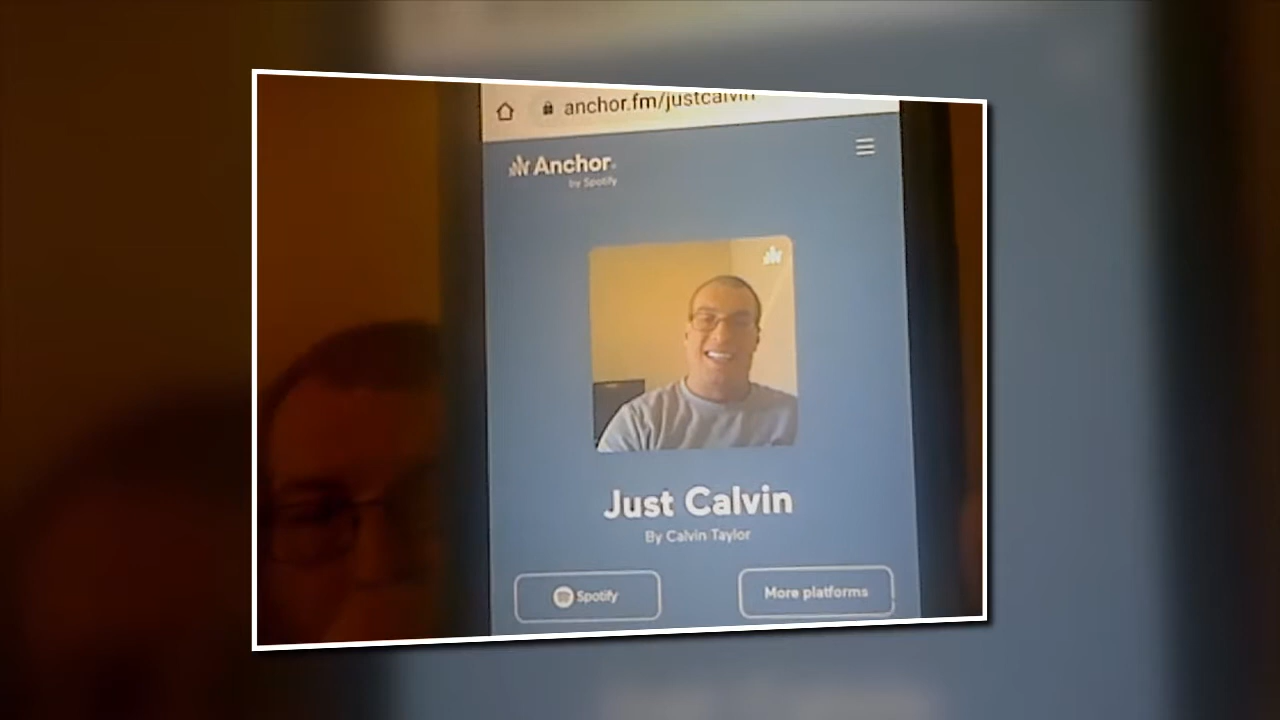 anchor.fm/justcalvin
Anchor
by Spotify
Just Calvin
By Calvin Taylor
Spotify
More platforms